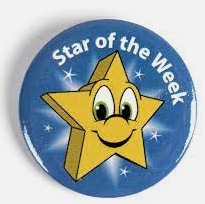 Star of the Week